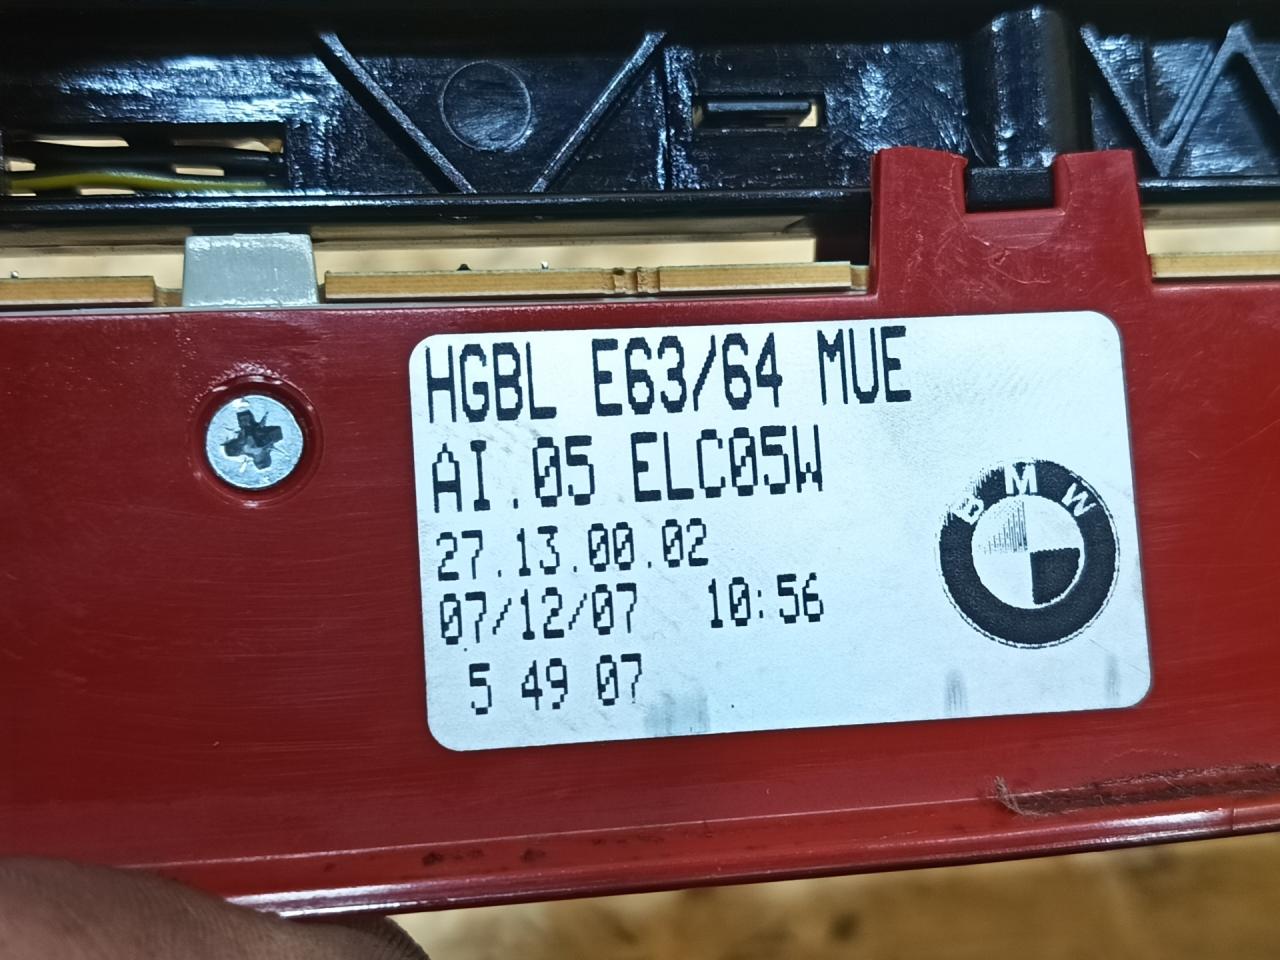 HGBL E63/64 MUE
AI.05 ELC05W
27.13.00.02
07/12/07 10:56
5 49 07
BMW